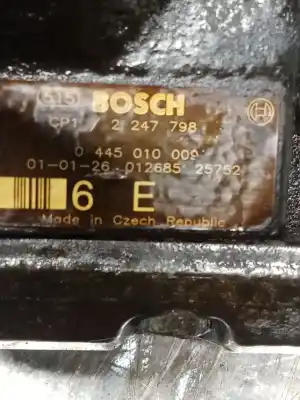 615 BOSCH
CP1 2 247 798
0 445 010 009
01-01-26 012685 25752
6 E
Made in Czech Republic